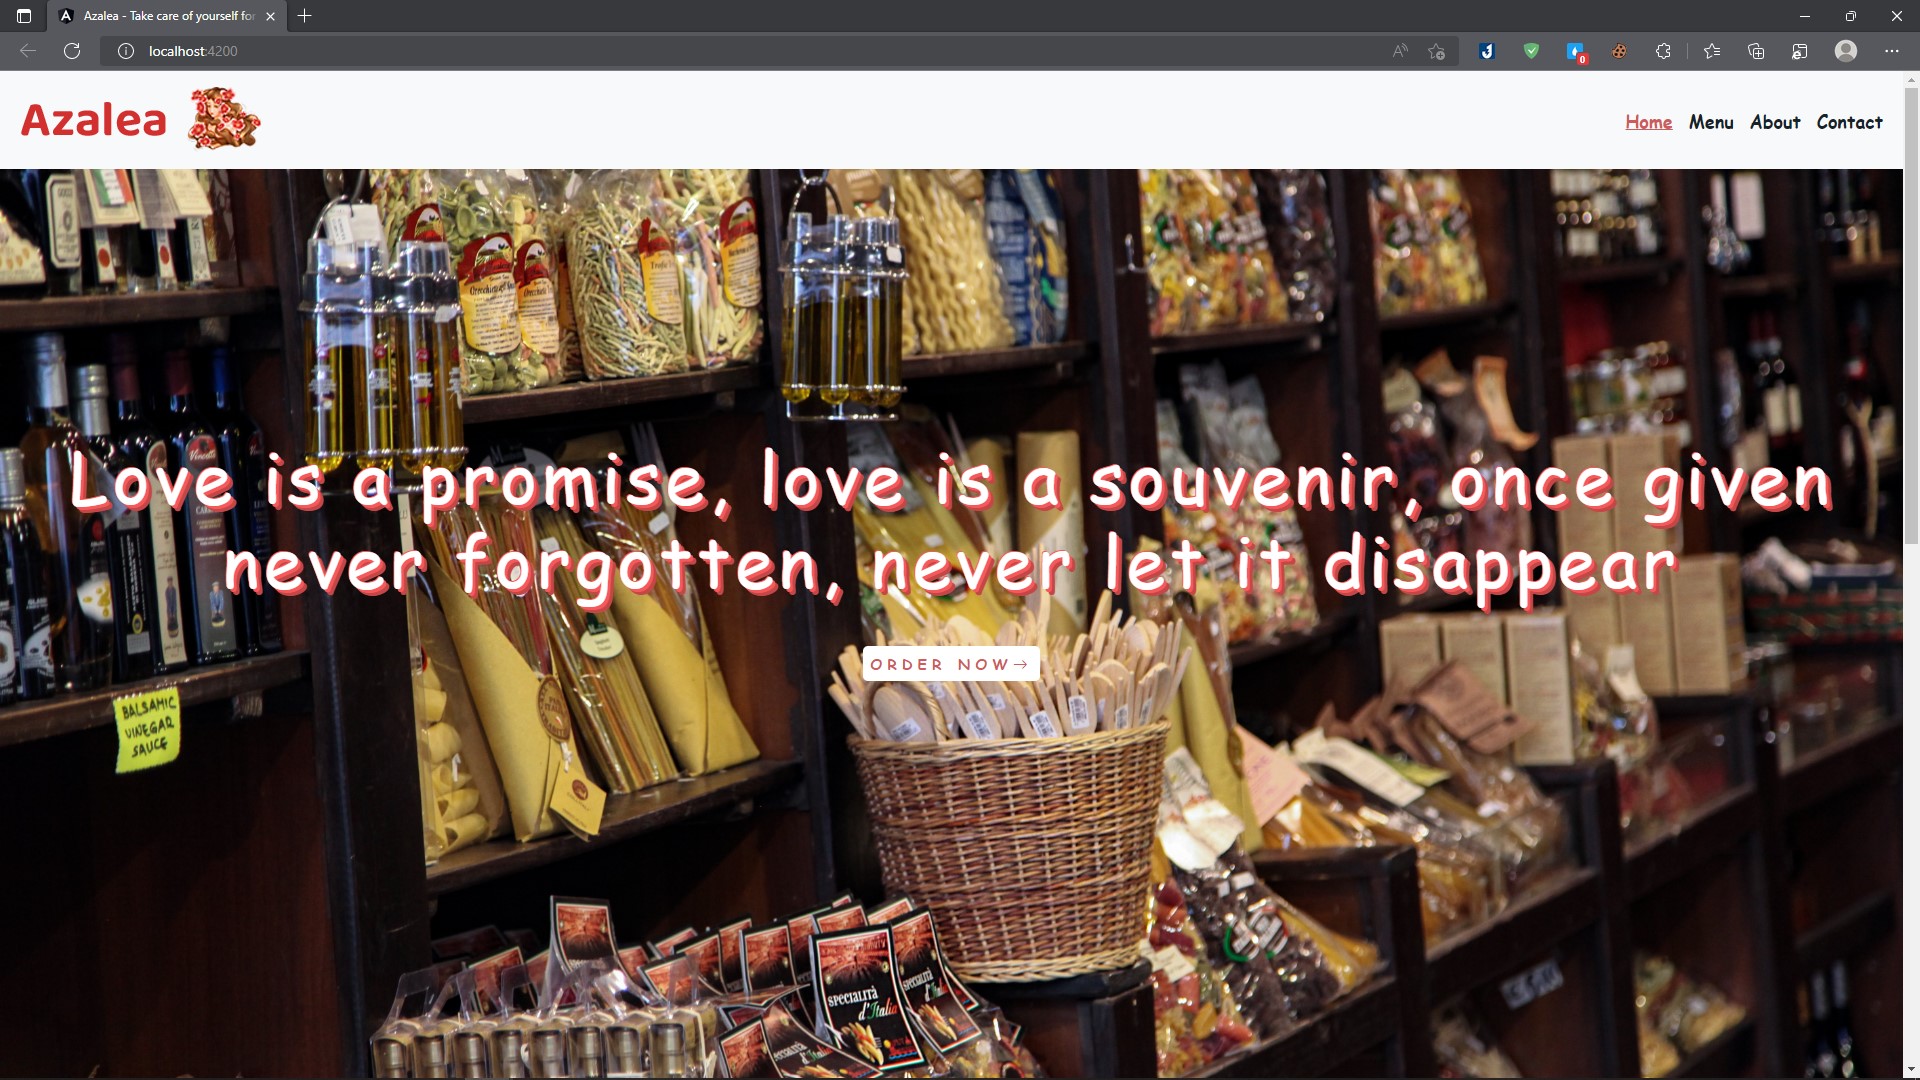 Azalea - Take care of yourself for
localhost:4200
0
Azalea
Home Menu About Contact
Love is a promise, love is a souvenir, once given
never forgotten, never let it disappear
ORDER NOW→
BALSAMIC
VINEGAR
SAUCE
SPECIALITÀ
d'Italia